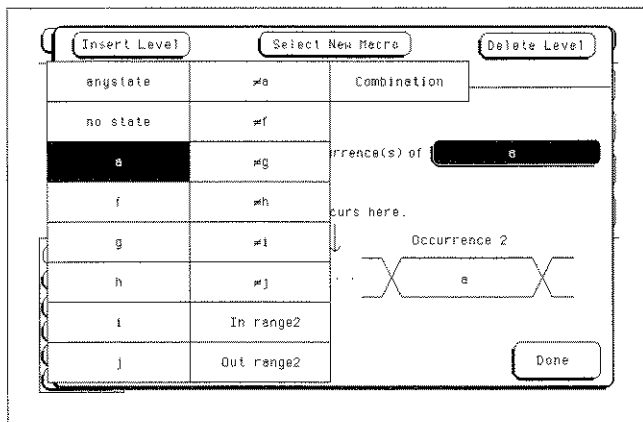 Insert Level Select New Macro Delete Level
anystate ≠a Combination
no state ≠f
a ≠g rrence(s) of a
f ≠h curs here.
g ≠i Occurrence 2
h ≠j a
i In range2
j Out range2 Done